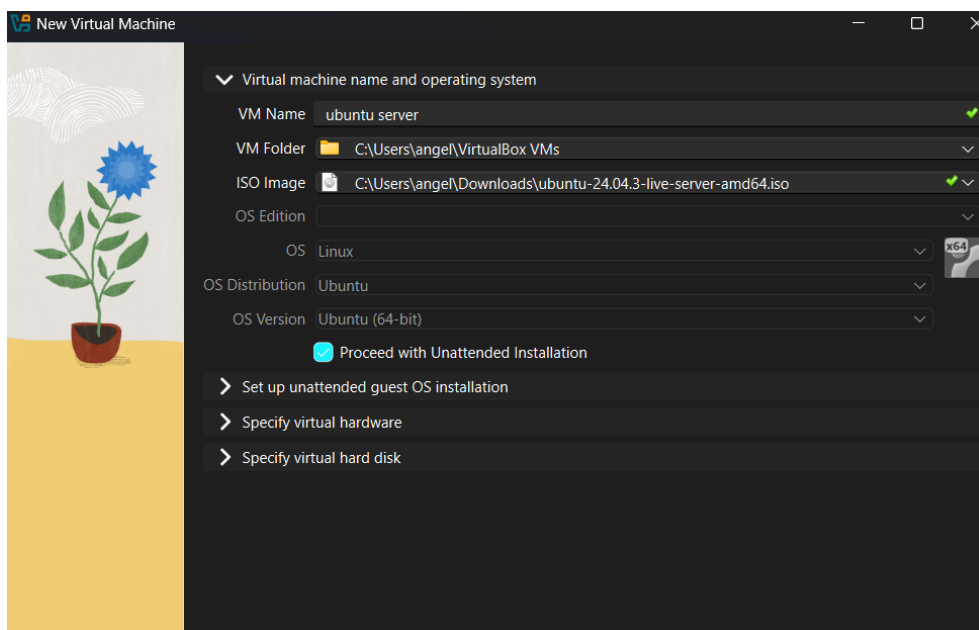 New Virtual Machine
Virtual machine name and operating system
VM Name ubuntu server
VM Folder C:\Users\angel\VirtualBox VMs
ISO Image C:\Users\angel\Downloads\ubuntu-24.04.3-live-server-amd64.iso
OS Edition
OS Linux
x64
OS Distribution Ubuntu
OS Version Ubuntu (64-bit)
Proceed with Unattended Installation
Set up unattended guest OS installation
Specify virtual hardware
Specify virtual hard disk